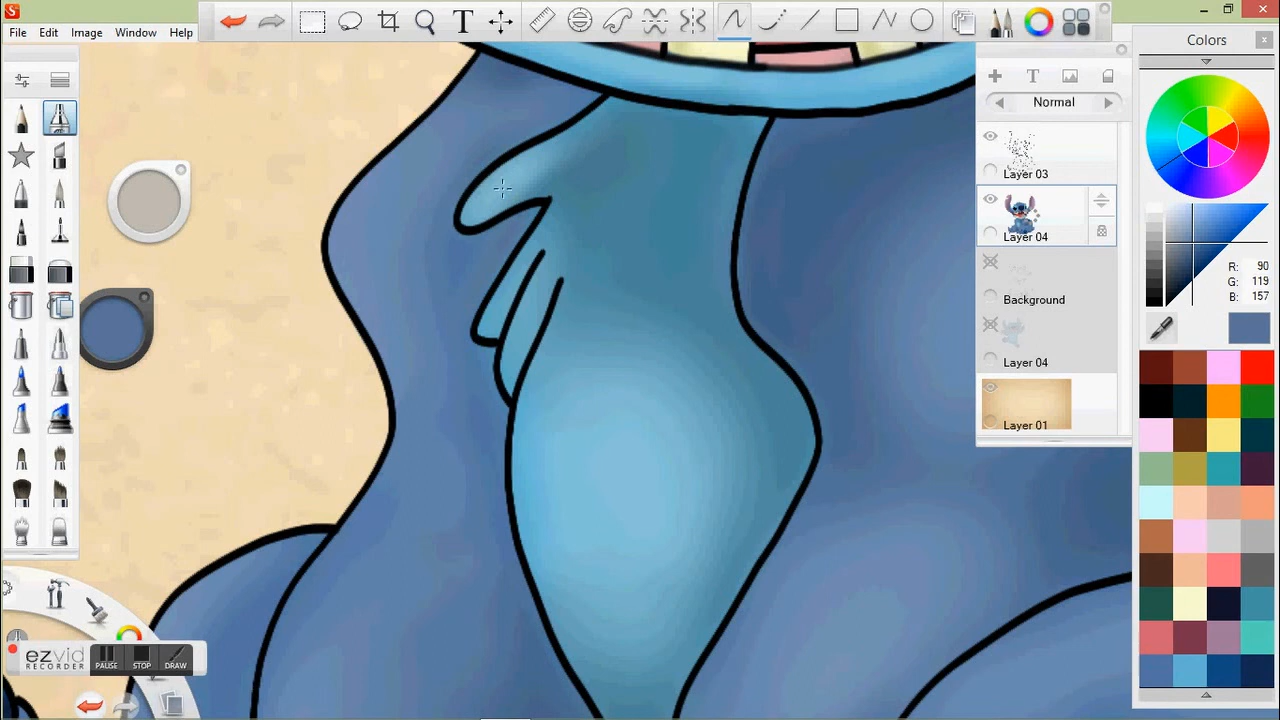 File Edit Image Window Help
T
Colors
T
Normal
Layer 03
Layer 04
Background
Layer 04
Layer 01
R: 90
G: 119
B: 157
ezvid
RECORDER
PAUSE STOP DRAW